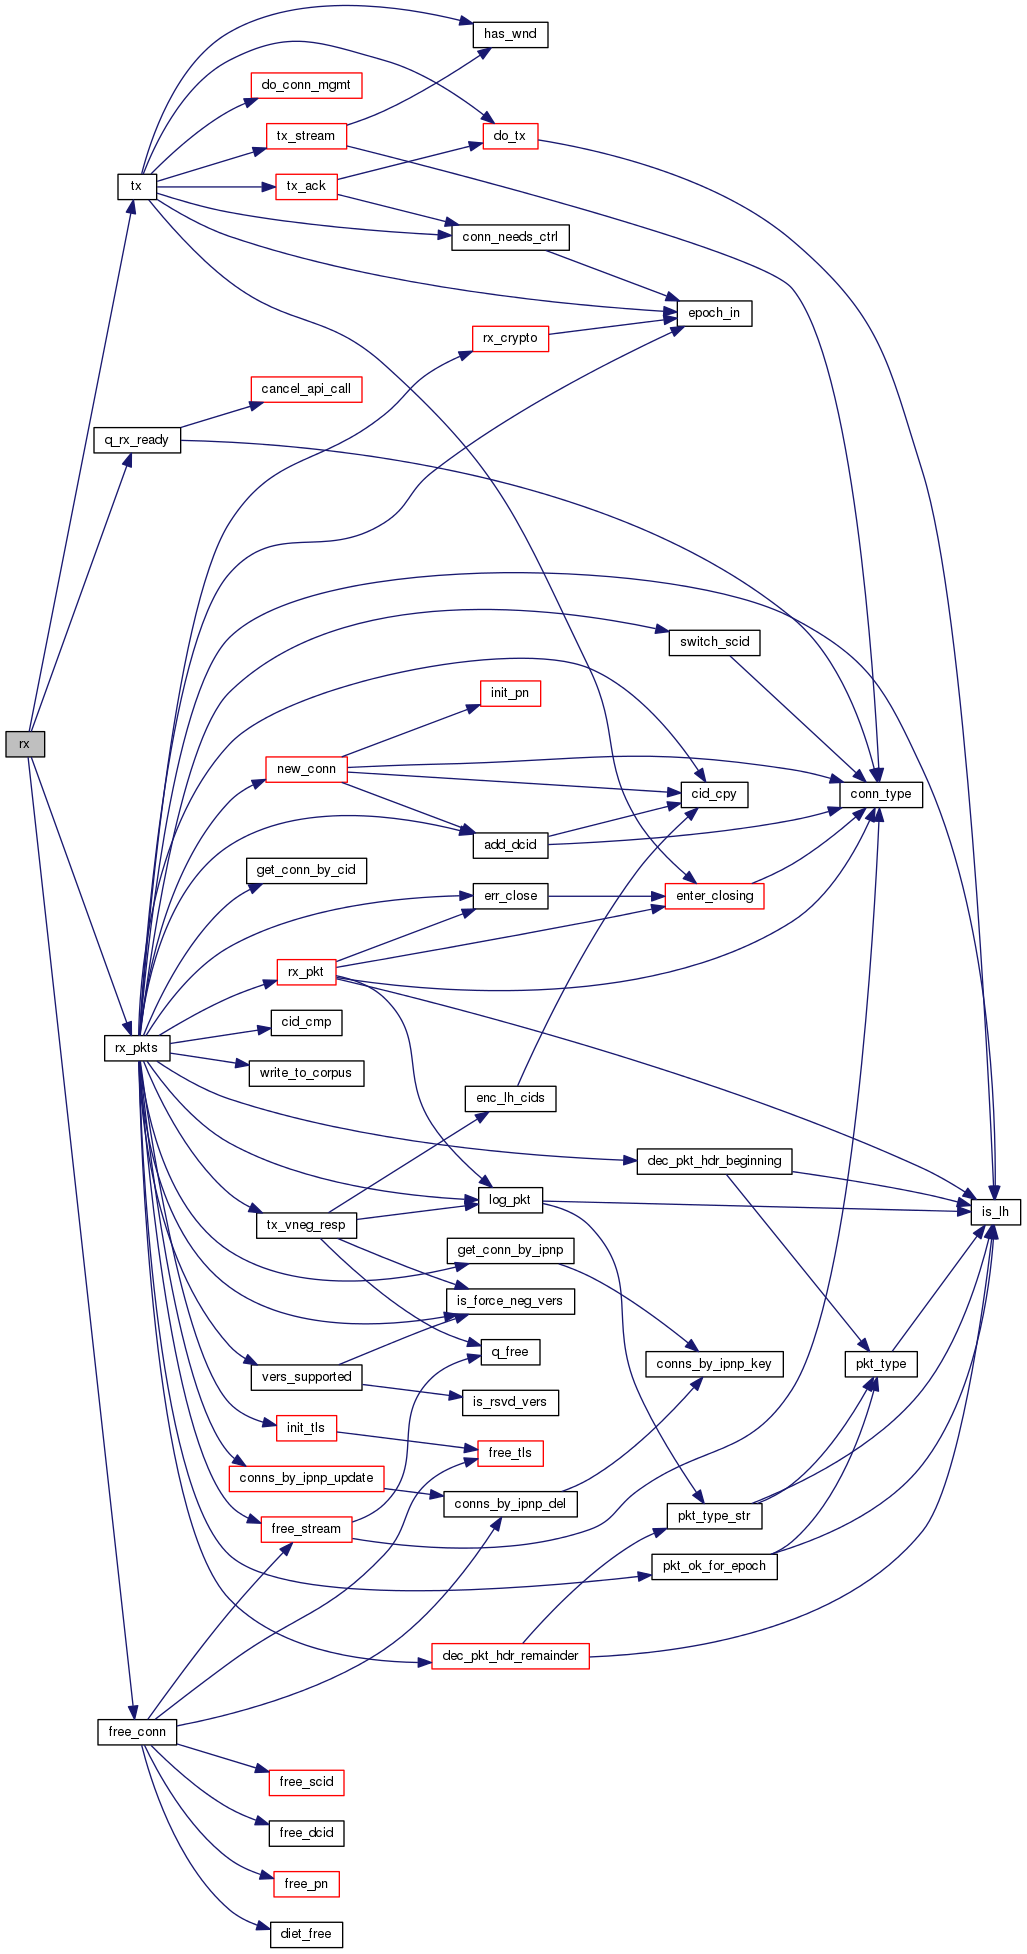 has_wnd
do_conn_mgmt
tx_stream
do_tx
tx
tx_ack
conn_needs_ctrl
epoch_in
rx_crypto
cancel_api_call
q_rx_ready
switch_scid
init_pn
rx
new_conn
cid_cpy
conn_type
add_dcid
get_conn_by_cid
err_close
enter_closing
rx_pkt
cid_cmp
rx_pkts
write_to_corpus
enc_lh_cids
dec_pkt_hdr_beginning
log_pkt
is_lh
tx_vneg_resp
get_conn_by_ipnp
is_force_neg_vers
q_free
conns_by_ipnp_key
pkt_type
vers_supported
is_rsvd_vers
init_tls
free_tls
conns_by_ipnp_update
conns_by_ipnp_del
pkt_type_str
free_stream
pkt_ok_for_epoch
dec_pkt_hdr_remainder
free_conn
free_scid
free_dcid
free_pn
diet_free